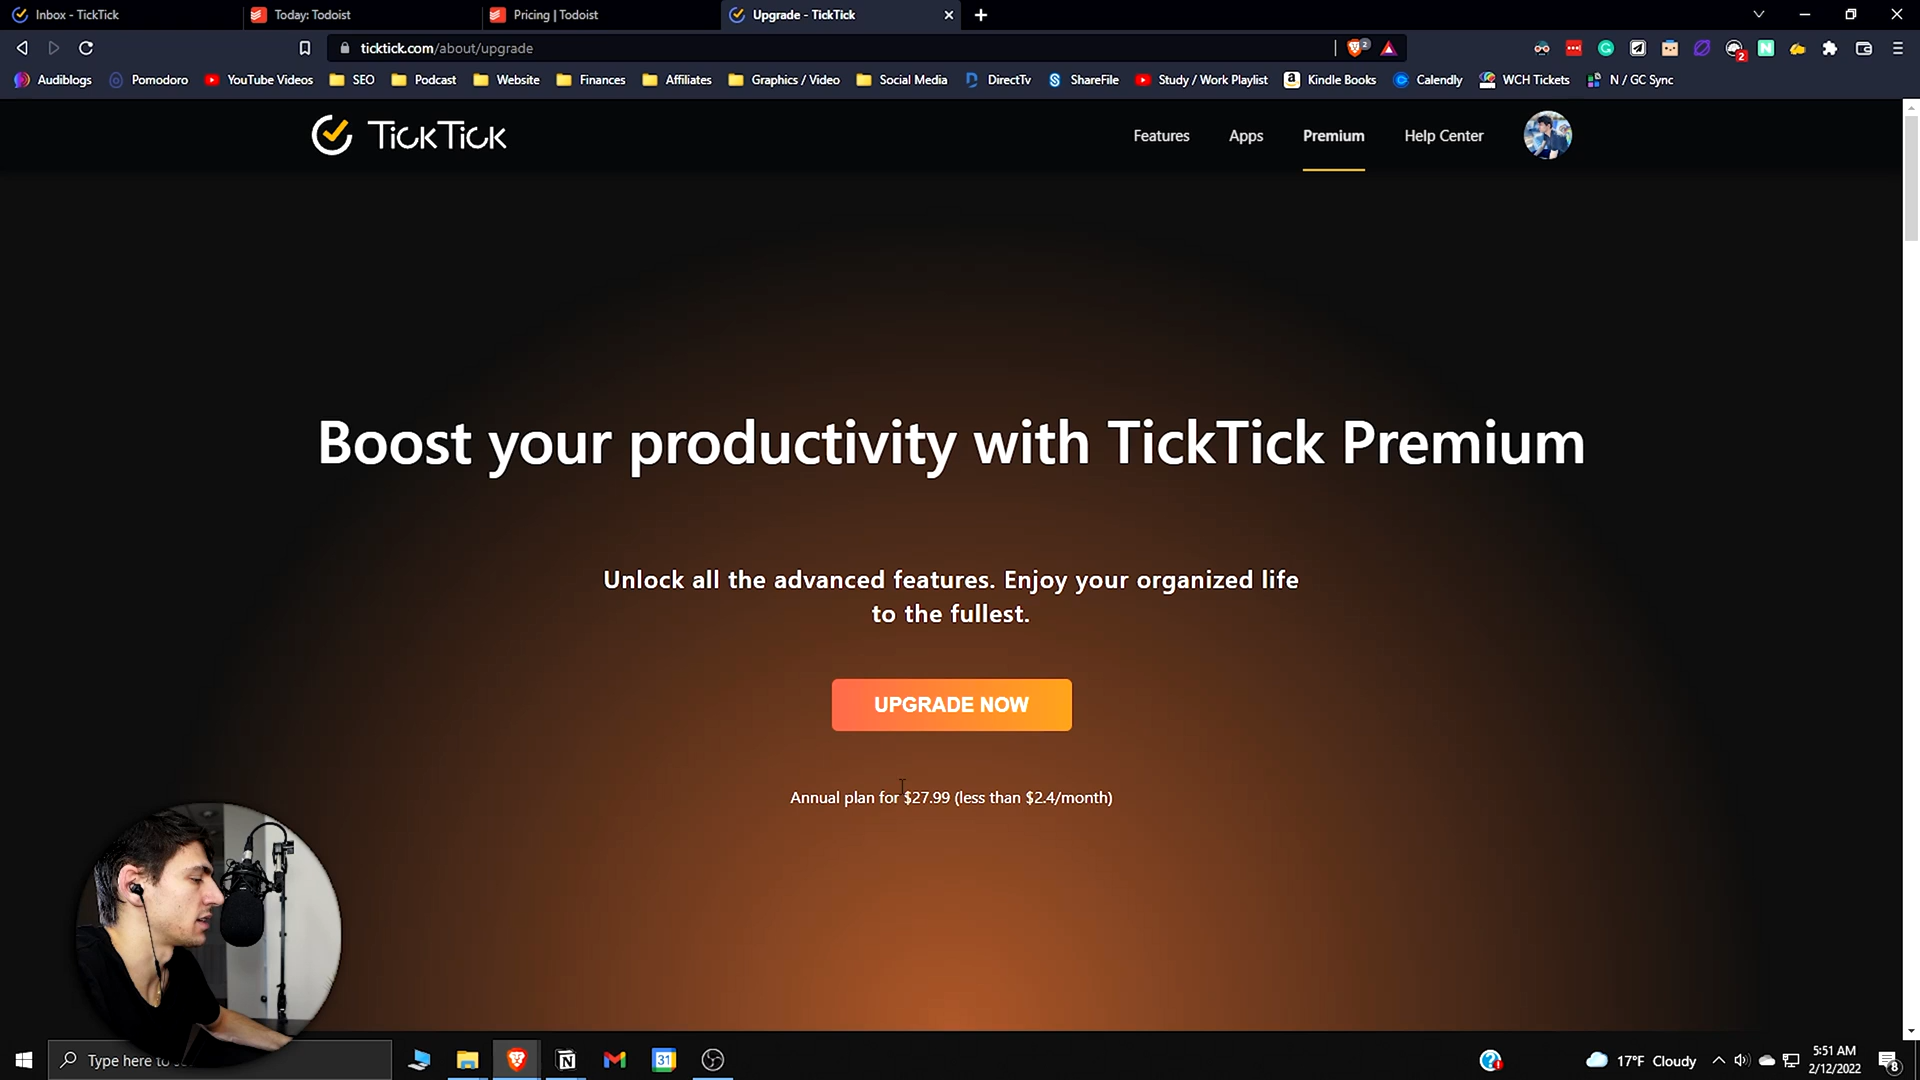 Inbox - TickTick
Today: Todoist
Pricing | Todoist
Upgrade - TickTick
ticktick.com/about/upgrade
2
2
Audiblogs
Pomodoro
YouTube Videos
SEO
Podcast
Website
Finances
Affiliates
Graphics / Video
Social Media
DirectTv
ShareFile
Study / Work Playlist
Kindle Books
Calendly
WCH Tickets
N / GC Sync
TickTick
Features
Apps
Premium
Help Center
Boost your productivity with TickTick Premium
Unlock all the advanced features. Enjoy your organized life
to the fullest.
UPGRADE NOW
Annual plan for $27.99 (less than $2.4/month)
Type here to
31
17°F Cloudy
5:51 AM
2/12/2022
8